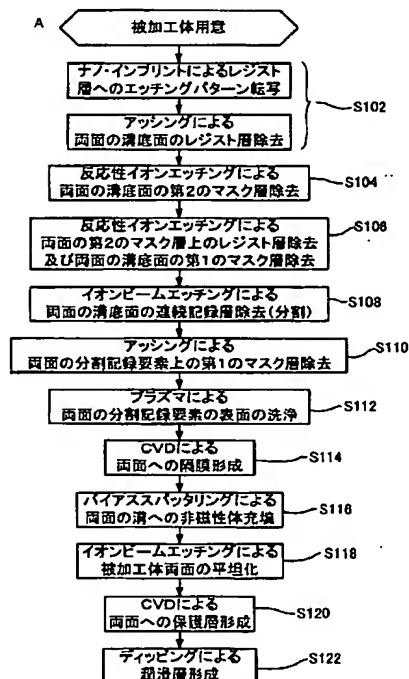 A
被加工体用意
ナノ・インプリントによるレジスト
層へのエッチングパターン転写
アッシングによる
両面の溝底面のレジスト層除去
S102
反応性イオンエッチングによる
両面の溝底面の第2のマスク層除去
S104
反応性イオンエッチングによる
両面の第2のマスク層上のレジスト層除去
及び両面の溝底面の第1のマスク層除去
S106
イオンビームエッチングによる
両面の溝底面の連続記録層除去(分割)
S108
アッシングによる
両面の分割記録要素上の第1のマスク層除去
S110
プラズマによる
両面の分割記録要素の表面の洗浄
S112
CVDによる
両面への隔膜形成
S114
バイアススパッタリングによる
両面の溝への非磁性体充填
S116
イオンビームエッチングによる
被加工体両面の平坦化
S118
CVDによる
両面への保護層形成
S120
ディッピングによる
潤滑層形成
S122